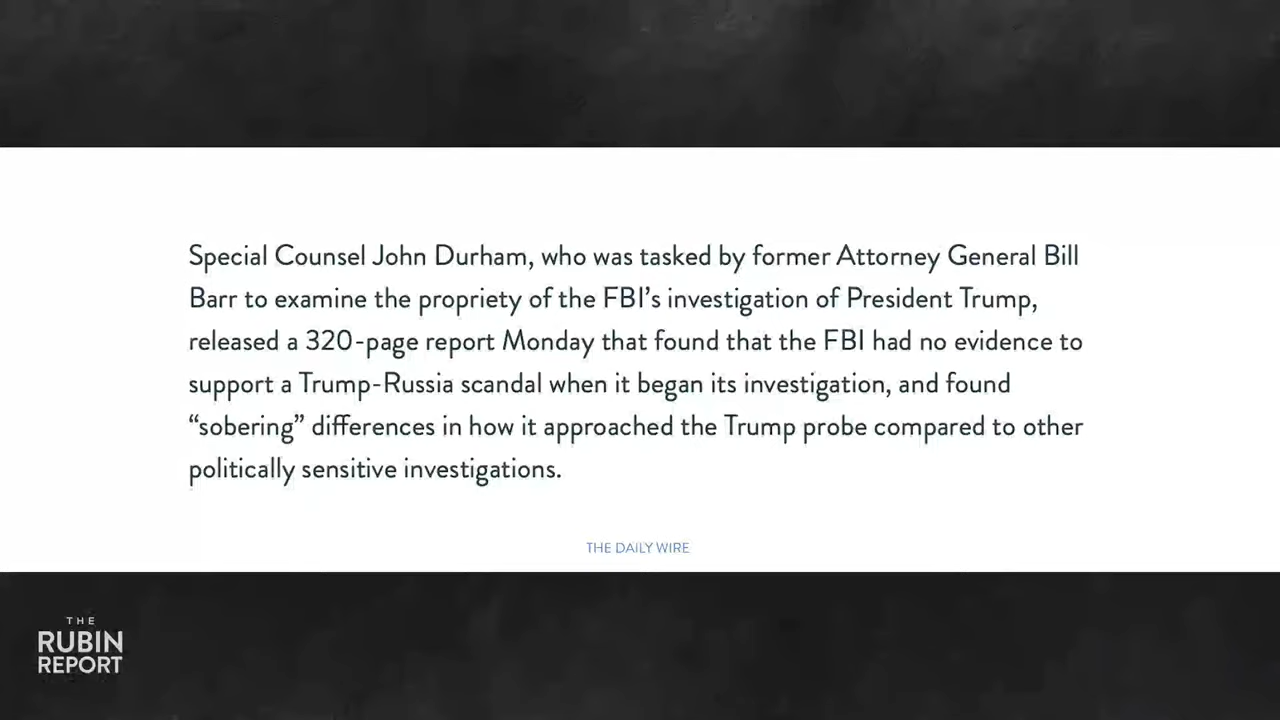 Special Counsel John Durham, who was tasked by former Attorney General Bill
Barr to examine the propriety of the FBI’s investigation of President Trump,
released a 320-page report Monday that found that the FBI had no evidence to
support a Trump-Russia scandal when it began its investigation, and found
“sobering” differences in how it approached the Trump probe compared to other
politically sensitive investigations.
THE DAILY WIRE
THE
RUBIN
REPORT